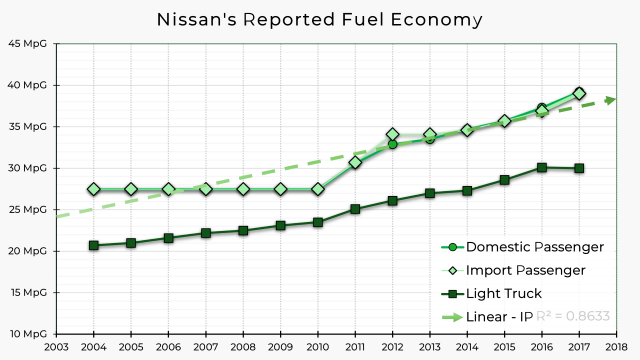 Nissan's Reported Fuel Economy
45 MpG
40 MpG
35 MpG
30 MpG
25 MpG
20 MpG
15 MpG
10 MpG
Domestic Passenger
Import Passenger
Light Truck
Linear - IP R² = 0.8633
2003 2004 2005 2006 2007 2008 2009 2010 2011 2012 2013 2014 2015 2016 2017 2018